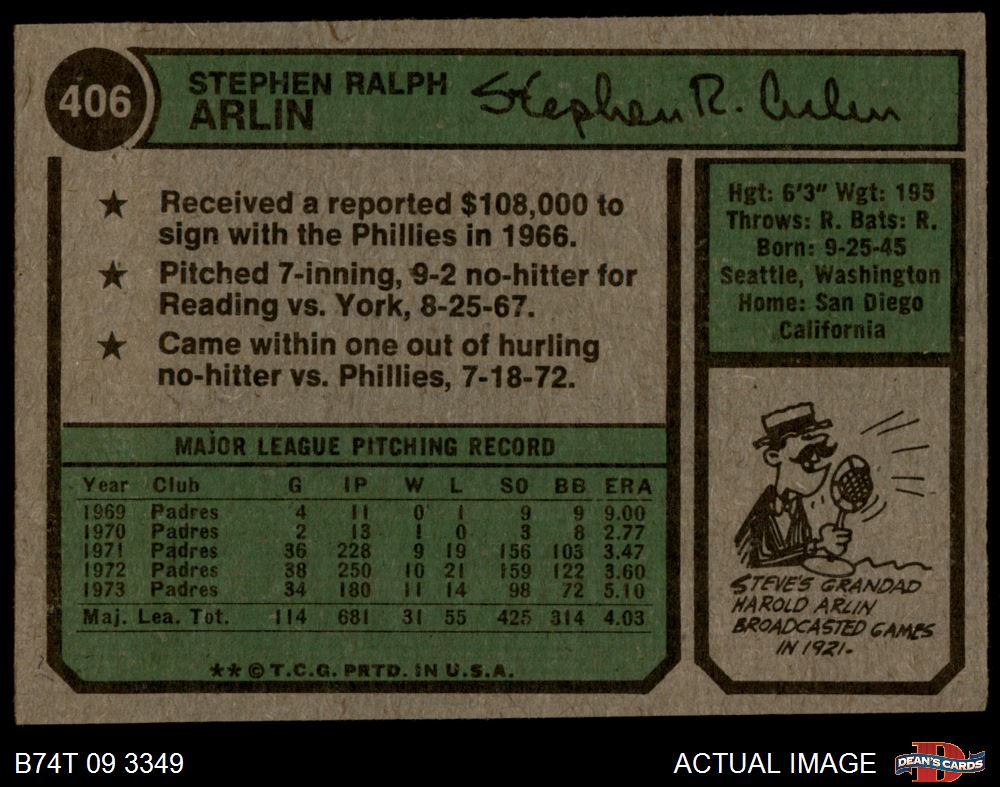 406
STEPHEN RALPH
ARLIN
Stephen R. Arlin
★ Received a reported $108,000 to
sign with the Phillies in 1966.
★ Pitched 7-inning, 9-2 no-hitter for
Reading vs. York, 8-25-67.
★ Came within one out of hurling
no-hitter vs. Phillies, 7-18-72.
Hgt: 6'3" Wgt: 195
Throws: R. Bats: R.
Born: 9-25-45
Seattle, Washington
Home: San Diego
California
MAJOR LEAGUE PITCHING RECORD
Year Club G IP W L SO BB ERA
1969 Padres 4 11 0 1 9 9 9.00
1970 Padres 2 13 1 0 3 8 2.77
1971 Padres 36 228 9 19 156 103 3.47
1972 Padres 38 250 10 21 159 122 3.60
1973 Padres 34 180 11 14 98 72 5.10
Maj. Lea. Tot. 114 681 31 55 425 314 4.03
**©T.C.G. PRTD. IN U.S.A.
STEVE'S GRANDAD
HAROLD ARLIN
BROADCASTED GAMES
IN 1921.
B74T 09 3349
ACTUAL IMAGE
DEAN'S CARDS